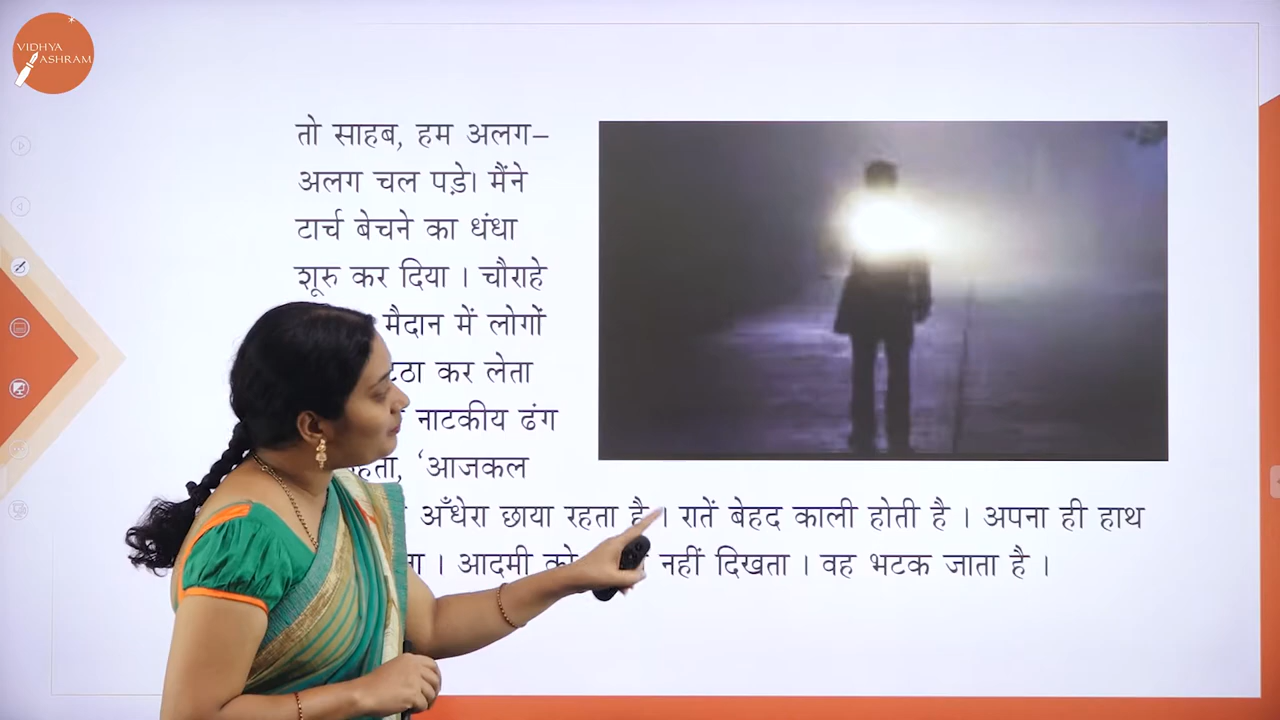 VIDHYA
ASHRAM
तो साहब, हम अलग-
अलग चल पड़े। मैंने
टार्च बेचने का धंधा
शूरु कर दिया । चौराहे
मैदान में लोगों
कर लेता
नाटकीय ढंग
'आजकल
अँधेरा छाया रहता है । रातें बेहद काली होती है । अपना ही हाथ
। आदमी को नहीं दिखता । वह भटक जाता है ।